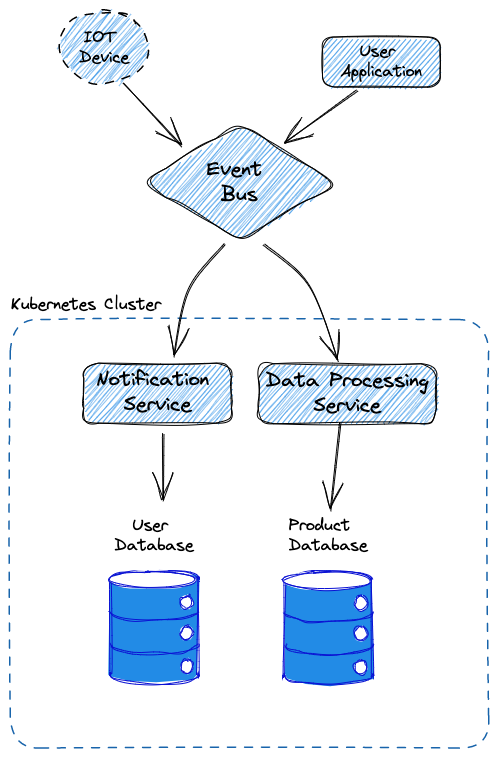 IOT
Device
User
Application
Event
Bus
Kubernetes Cluster
Notification
Service
Data Processing
Service
User
Database
Product
Database